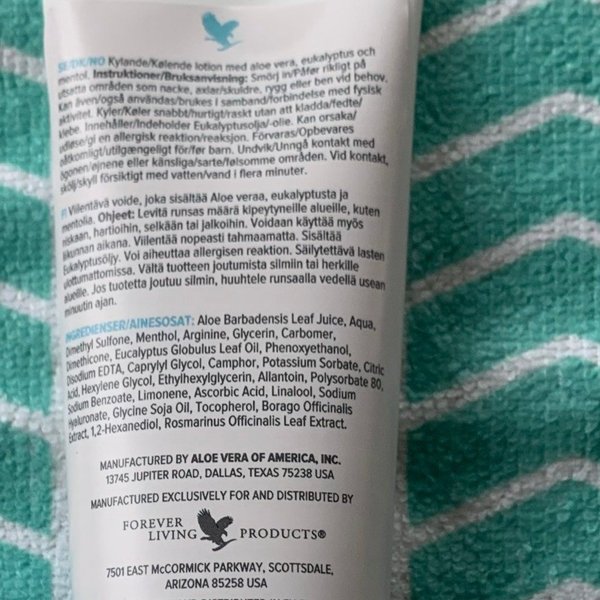 SE/DK/NO Kylande/Kølende lotion med aloe vera, eukalyptus och
mentol. Instruktioner/Bruksanvisning: Smörj in/Påfør rikligt på
utsatta områden som nacke, axlar/skuldre, rygg eller ben vid behov.
Kan även/også användas/brukes i samband/forbindelse med fysisk
aktivitet. Kyler/Køler snabbt/hurtigt/raskt utan att kladda/fedte/
klebe. Innehåller/Indeholder Eukalyptusolja/-olie. Kan orsaka/
udløse/gi en allergisk reaktion/reaksjon. Förvaras/Opbevares
oåtkomligt/utilgængeligt för/før barn. Undvik/Unngå kontakt med
ögonen/øjnene eller känsliga/sarte/følsomme områden. Vid kontakt,
skölj/skyll försiktigt med vatten/vand i flera minuter.
FI Viilentävä voide, joka sisältää Aloe veraa, eukalyptusta ja
mentolia. Ohjeet: Levitä runsas määrä kipeytyneille alueille, kuten
niskaan, hartioihin, selkään tai jalkoihin. Voidaan käyttää myös
liikunnan aikana. Viilentää nopeasti tahmaamatta. Sisältää
Eukalyptusöljy. Voi aiheuttaa allergisen reaktion. Säilytettävä lasten
ulottumattomissa. Vältä tuotteen joutumista silmiin tai herkille
alueille. Jos tuotetta joutuu silmiin, huuhtele runsaalla vedellä usean
minuutin ajan.
INGREDIENSER/AINESOSAT: Aloe Barbadensis Leaf Juice, Aqua,
Dimethyl Sulfone, Menthol, Arginine, Glycerin, Carbomer,
Dimethicone, Eucalyptus Globulus Leaf Oil, Phenoxyethanol,
Disodium EDTA, Caprylyl Glycol, Camphor, Potassium Sorbate, Citric
Acid, Hexylene Glycol, Ethylhexylglycerin, Allantoin, Polysorbate 80,
Sodium Benzoate, Limonene, Ascorbic Acid, Linalool, Sodium
Hyaluronate, Glycine Soja Oil, Tocopherol, Borago Officinalis
Extract, 1,2-Hexanediol, Rosmarinus Officinalis Leaf Extract.
MANUFACTURED BY ALOE VERA OF AMERICA, INC.
13745 JUPITER ROAD, DALLAS, TEXAS 75238 USA
MANUFACTURED EXCLUSIVELY FOR AND DISTRIBUTED BY
FOREVER
LIVING PRODUCTS®
7501 EAST McCORMICK PARKWAY, SCOTTSDALE,
ARIZONA 85258 USA